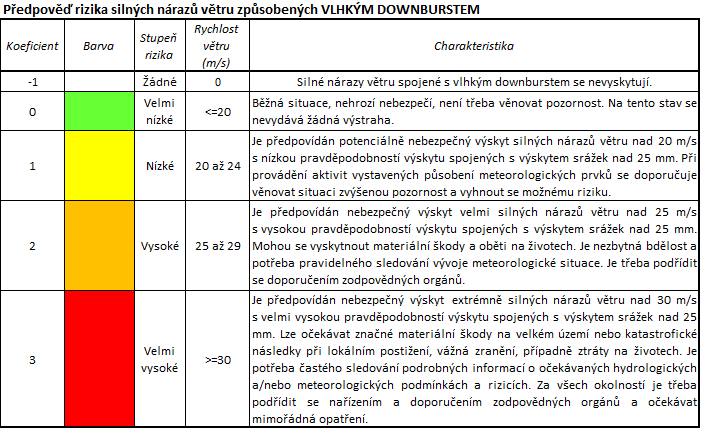 Předpověď rizika silných nárazů větru způsobených VLHKÝM DOWNBURSTEM
Koeficient Barva Stupeň rizika Rychlost větru (m/s) Charakteristika
-1 Žádné 0 Silné nárazy větru spojené s vlhkým downburstem se nevyskytují.
0 Velmi nízké <=20 Běžná situace, nehrozí nebezpečí, není třeba věnovat pozornost. Na tento stav se
nevydává žádná výstraha.
1 Nízké 20 až 24 Je předpovídán potenciálně nebezpečný výskyt silných nárazů větru nad 20 m/s
s nízkou pravděpodobností výskytu spojených s výskytem srážek nad 25 mm. Při
provádění aktivit vystavených působení meteorologických prvků se doporučuje
věnovat situaci zvýšenou pozornost a vyhnout se možnému riziku.
2 Vysoké 25 až 29 Je předpovídán nebezpečný výskyt velmi silných nárazů větru nad 25 m/s
s vysokou pravděpodobností výskytu spojených s výskytem srážek nad 25 mm.
Mohou se vyskytnout materiální škody a oběti na životech. Je nezbytná bdělost a
potřeba pravidelného sledování vývoje meteorologické situace. Je třeba podřídit
se doporučením zodpovědných orgánů.
3 Velmi vysoké >=30 Je předpovídán nebezpečný výskyt extrémně silných nárazů větru nad 30 m/s
s velmi vysokou pravděpodobností výskytu spojených s výskytem srážek nad 25
mm. Lze očekávat značné materiální škody na velkém území nebo katastrofické
následky při lokálním postižení, vážná zranění, případně ztráty na životech. Je
potřeba častého sledování podrobných informací o očekávaných hydrologických
a/nebo meteorologických podmínkách a rizicích. Za všech okolností je třeba
podřídit se nařízením a doporučením zodpovědných orgánů a očekávat
mimořádná opatření.